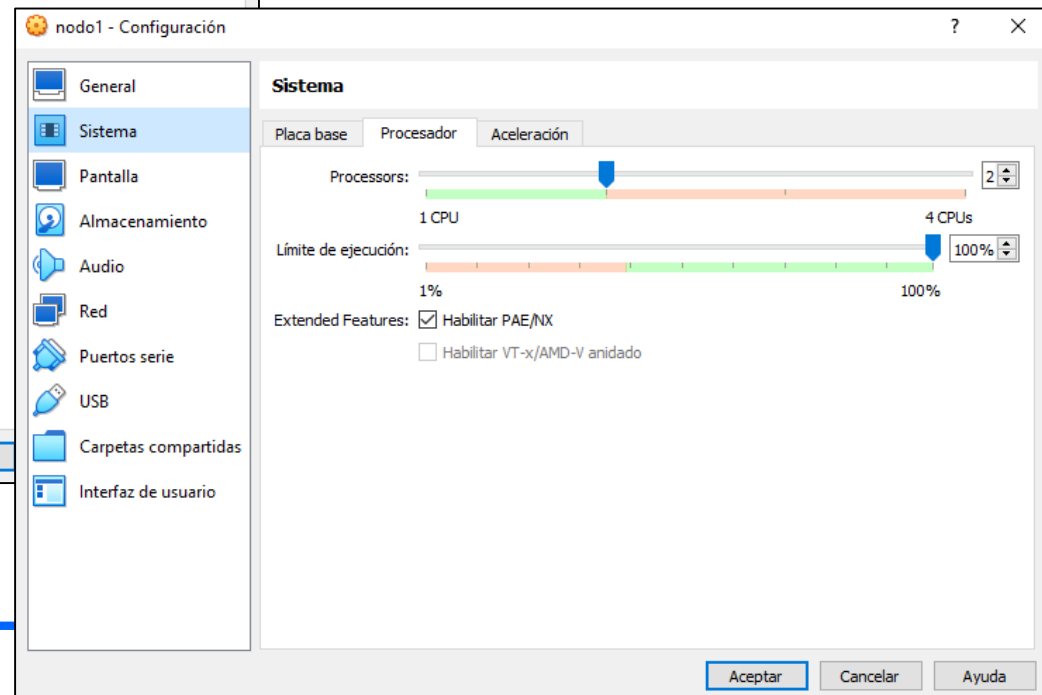 nodo1 - Configuración ?
General
Sistema
Pantalla
Almacenamiento
Audio
Red
Puertos serie
USB
Carpetas compartidas
Interfaz de usuario
Sistema
Placa base Procesador Aceleración
Processors: 2
1 CPU 4 CPUs
Límite de ejecución: 100%
1% 100%
Extended Features: Habilitar PAE/NX
Habilitar VT-x/AMD-V anidado
Aceptar Cancelar Ayuda